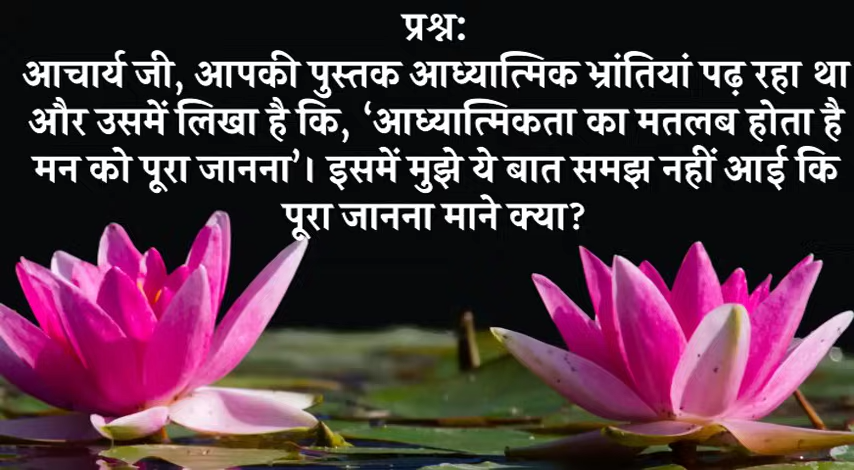 प्रश्न:
आचार्य जी, आपकी पुस्तक आध्यात्मिक भ्रांतियां पढ़ रहा था
और उसमें लिखा है कि, ‘आध्यात्मिकता का मतलब होता है
मन को पूरा जानना’। इसमें मुझे ये बात समझ नहीं आई कि
पूरा जानना माने क्या?